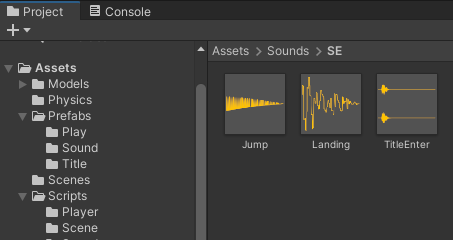 Project
Console
Assets
Models
Physics
Prefabs
Play
Sound
Title
Scenes
Scripts
Player
Scene
Assets > Sounds > SE
Jump
Landing
TitleEnter